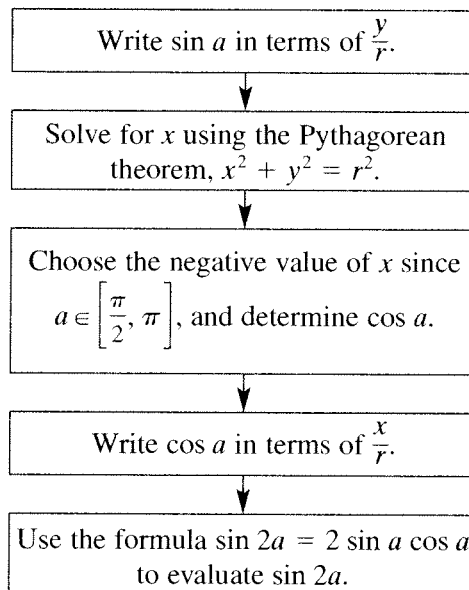 Write sin a in terms of y/r.
Solve for x using the Pythagorean
theorem, x² + y² = r².
Choose the negative value of x since
a ∈ [π/2, π], and determine cos a.
Write cos a in terms of x/r.
Use the formula sin 2a = 2 sin a cos a
to evaluate sin 2a.